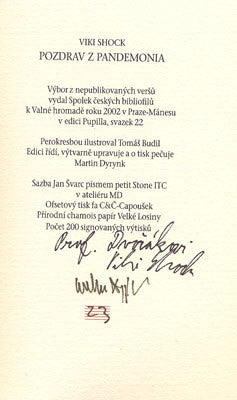 VIKI SHOCK
POZDRAV Z PANDEMONIA
Výbor z nepublikovaných veršů
vydal Spolek českých bibliofilů
k Valné hromadě roku 2002 v Praze-Mánesu
v edici Pupilla, svazek 22
Perokresbou ilustroval Tomáš Budil
Edici řídí, výtvarně upravuje a o tisk pečuje
Martin Dyrynk
Sazba Jan Švarc písmem petit Stone ITC
v ateliéru MD
Ofsetový tisk fa C&Č-Capoušek
Přírodní chamois papír Velké Losiny
Počet 200 signovaných výtisků
Prof. Dvořákovi
Viki Shock
23